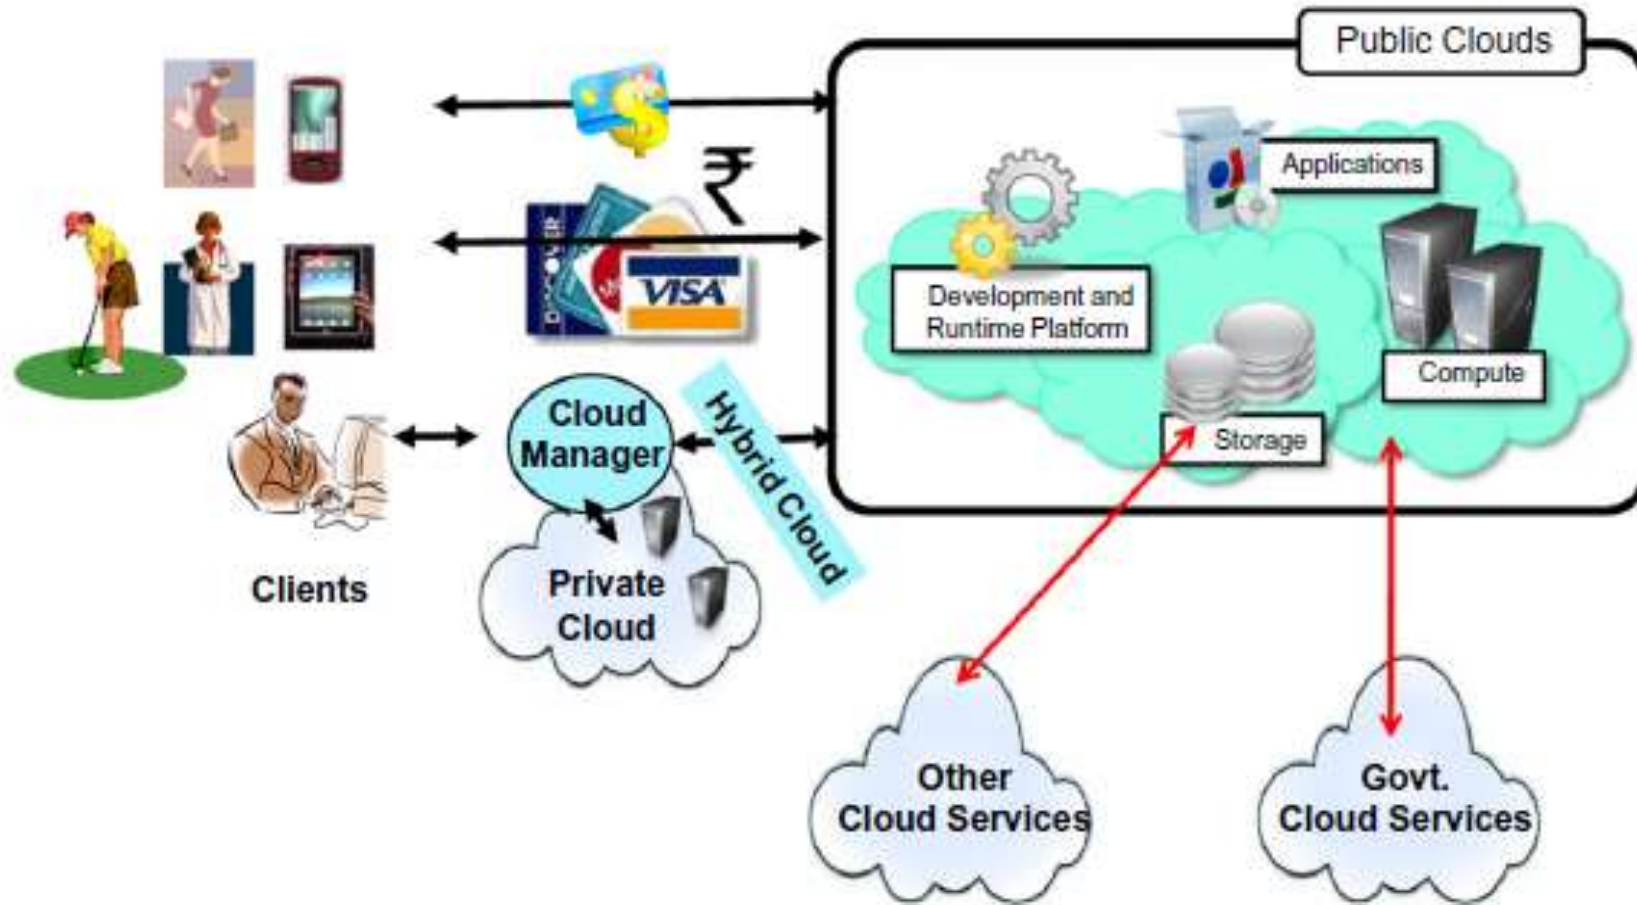 Public Clouds
Applications
₹
DISCOVER
VISA
Development and
Runtime Platform
Compute
Storage
Cloud
Manager
Hybrid Cloud
Private
Cloud
Clients
Other
Cloud Services
Govt.
Cloud Services